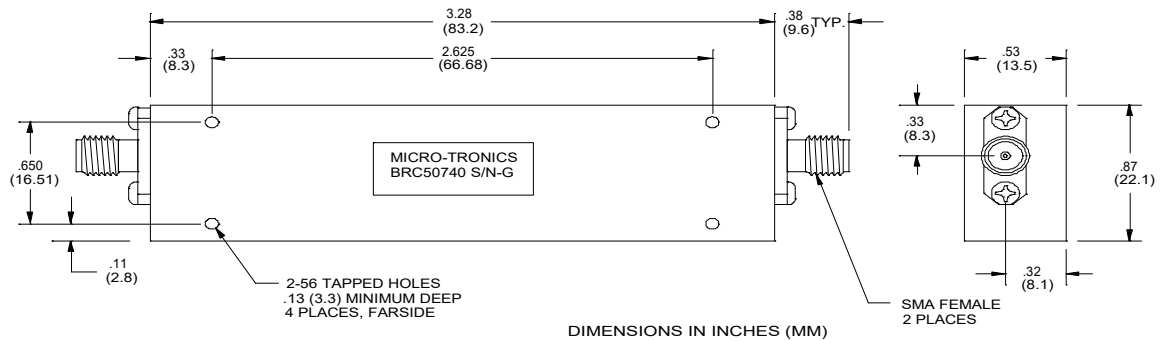 3.28
(83.2)
.38
(9.6) TYP.
.33
(8.3)
2.625
(66.68)
.53
(13.5)
.33
(8.3)
.650
(16.51)
MICRO-TRONICS
BRC50740 S/N-G
.87
(22.1)
.11
(2.8)
2-56 TAPPED HOLES
.13 (3.3) MINIMUM DEEP
4 PLACES, FARSIDE
.32
(8.1)
SMA FEMALE
2 PLACES
DIMENSIONS IN INCHES (MM)